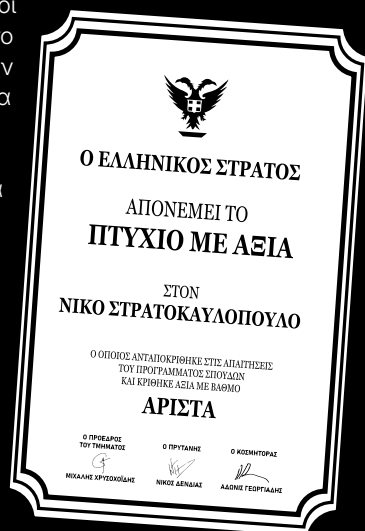 οι
ο
ν
α
Ο ΕΛΛΗΝΙΚΟΣ ΣΤΡΑΤΟΣ
ΑΠΟΝΕΜΕΙ ΤΟ
ΠΤΥΧΙΟ ΜΕ ΑΞΙΑ
ΣΤΟΝ
ΝΙΚΟ ΣΤΡΑΤΟΚΑΥΛΟΠΟΥΛΟ
Ο ΟΠΟΙΟΣ ΑΝΤΑΠΟΚΡΙΘΗΚΕ ΣΤΙΣ ΑΠΑΙΤΗΣΕΙΣ
ΤΟΥ ΠΡΟΓΡΑΜΜΑΤΟΣ ΣΠΟΥΔΩΝ
ΚΑΙ ΚΡΙΘΗΚΕ ΑΞΙΑ ΜΕ ΒΑΘΜΟ
ΑΡΙΣΤΑ
Ο ΠΡΟΕΔΡΟΣ
ΤΟΥ ΤΜΗΜΑΤΟΣ
ΜΙΧΑΛΗΣ ΧΡΥΣΟΧΟΪΔΗΣ
Ο ΠΡΥΤΑΝΗΣ
ΝΙΚΟΣ ΔΕΝΔΙΑΣ
Ο ΚΟΣΜΗΤΟΡΑΣ
ΑΔΩΝΙΣ ΓΕΩΡΓΙΑΔΗΣ